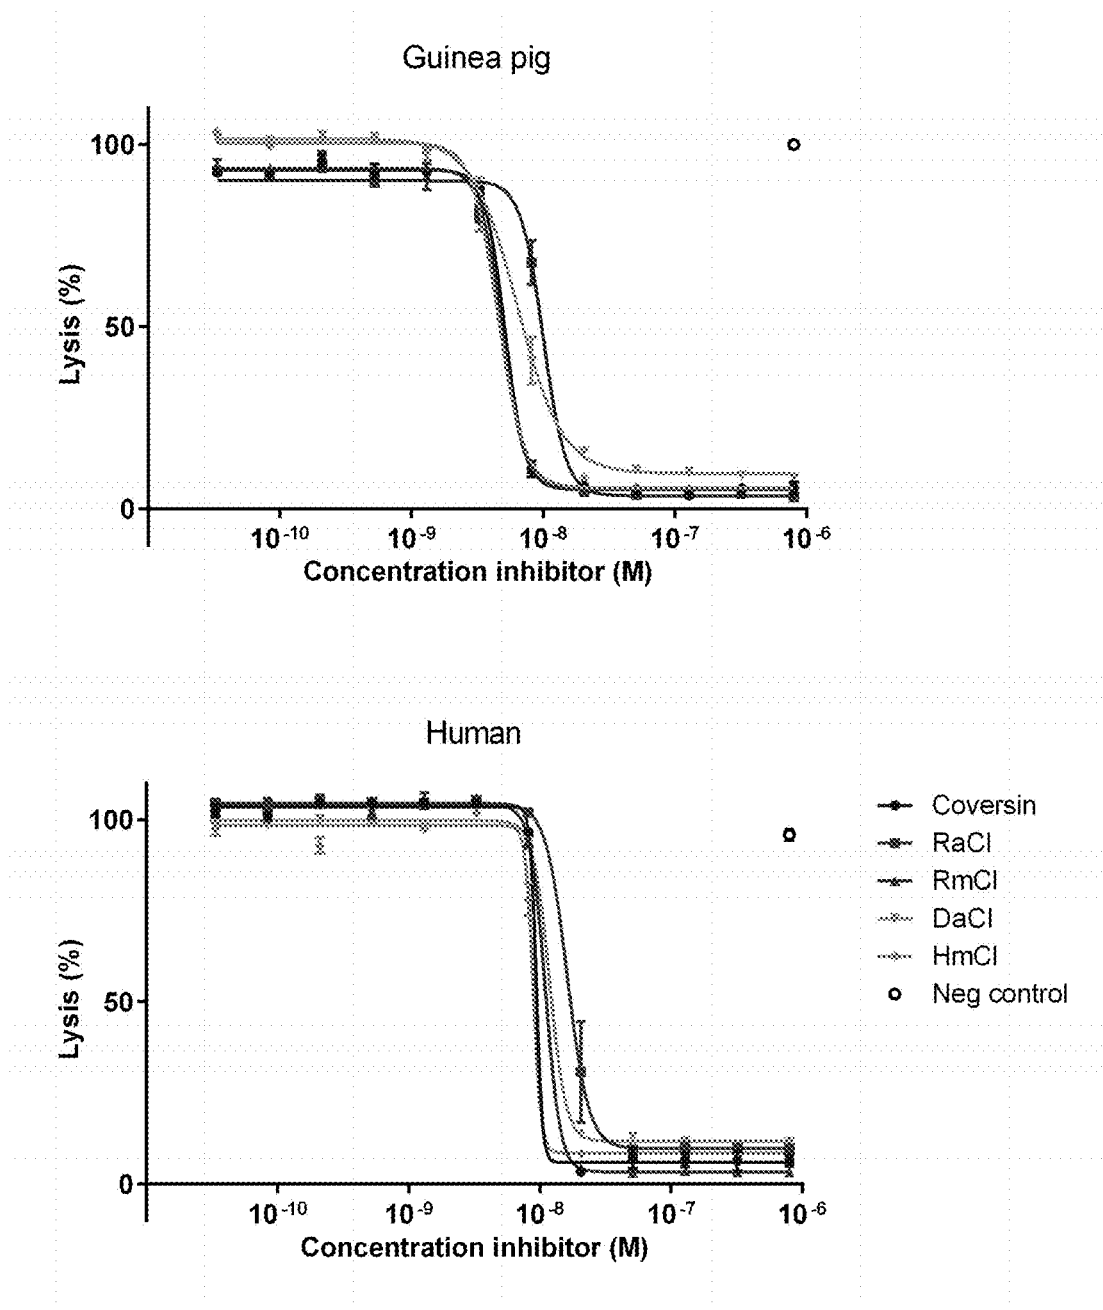 Guinea pig
100
50
0
Lysis (%)
10-10 10-9 10-8 10-7 10-6
Concentration inhibitor (M)
Human
100
50
0
Lysis (%)
10-10 10-9 10-8 10-7 10-6
Concentration inhibitor (M)
Coversin
RaCI
RmCI
DaCI
HmCI
Neg control